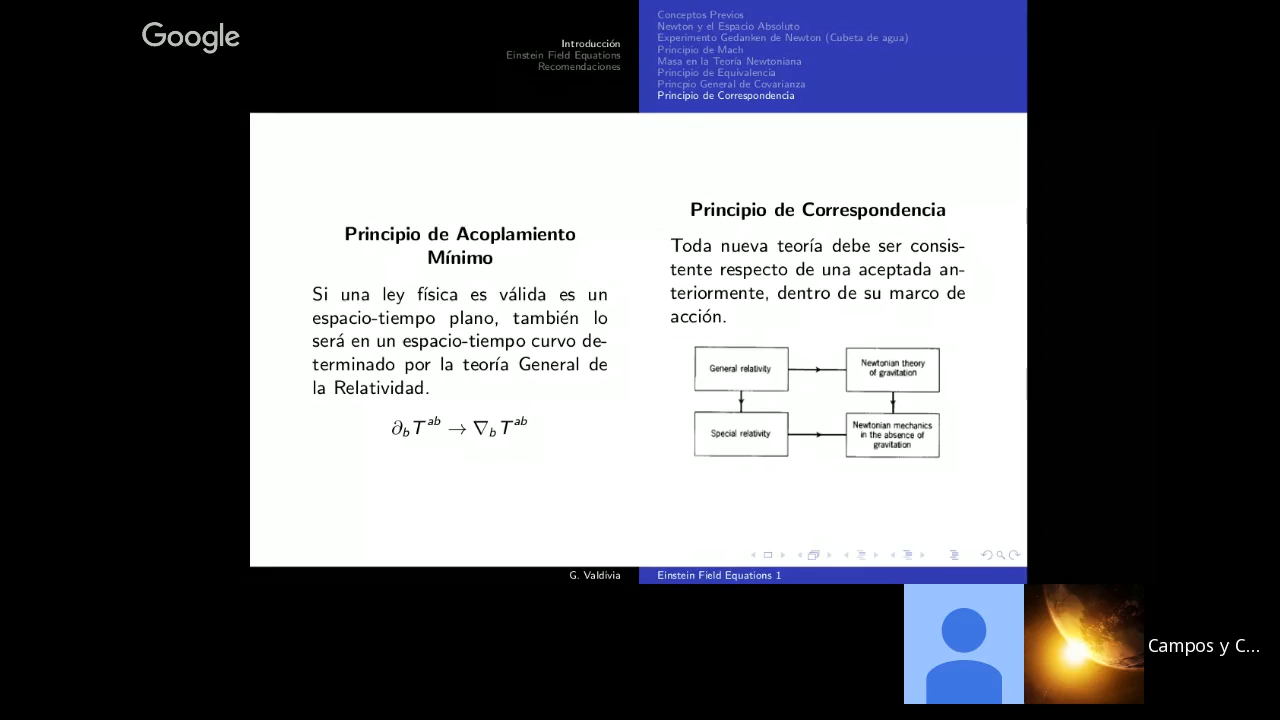 Google
Introducción
Einstein Field Equations
Recomendaciones
Conceptos Previos
Newton y el Espacio Absoluto
Experimento Gedanken de Newton (Cubeta de agua)
Principio de Mach
Masa en la Teoría Newtoniana
Principio de Equivalencia
Princpio General de Covarianza
Principio de Correspondencia
Principio de Acoplamiento
Mínimo
Si una ley física es válida es un
espacio-tiempo plano, también lo
será en un espacio-tiempo curvo de-
terminado por la teoría General de
la Relatividad.
∂_b T^{ab} → ∇_b T^{ab}
Principio de Correspondencia
Toda nueva teoría debe ser consis-
tente respecto de una aceptada an-
teriormente, dentro de su marco de
acción.
General relativity
Newtonian theory
of gravitation
Special relativity
Newtonian mechanics
in the absence of
gravitation
G. Valdivia
Einstein Field Equations 1
Campos y C...